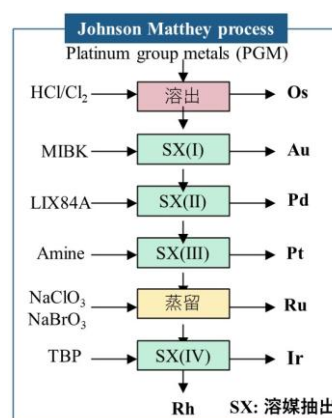 Johnson Matthey process
Platinum group metals (PGM)
HCl/Cl₂ 溶出 Os
MIBK SX(I) Au
LIX84A SX(II) Pd
Amine SX(III) Pt
NaClO₃
NaBrO₃ 蒸留 Ru
TBP SX(IV) Ir
Rh SX: 溶媒抽出